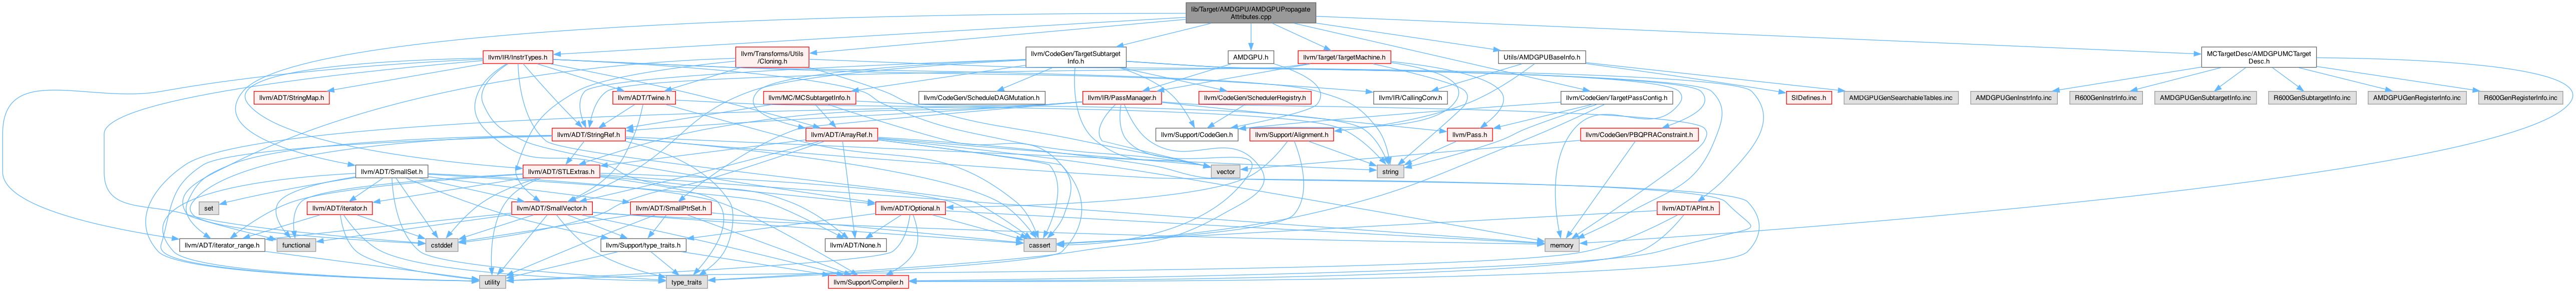 lib/Target/AMDGPU/AMDGPUPropagate
Attributes.cpp
llvm/IR/InstrTypes.h
llvm/Transforms/Utils
/Cloning.h
llvm/CodeGen/TargetSubtarget
Info.h
AMDGPU.h
llvm/Target/TargetMachine.h
Utils/AMDGPUBaseInfo.h
MCTargetDesc/AMDGPUMCTarget
Desc.h
llvm/ADT/StringMap.h
llvm/ADT/Twine.h
llvm/MC/MCSubtargetInfo.h
llvm/CodeGen/ScheduleDAGMutation.h
llvm/IR/PassManager.h
llvm/CodeGen/SchedulerRegistry.h
llvm/IR/CallingConv.h
llvm/CodeGen/TargetPassConfig.h
SIDefines.h
AMDGPUGenSearchableTables.inc
AMDGPUGenInstrInfo.inc
R600GenInstrInfo.inc
AMDGPUGenSubtargetInfo.inc
R600GenSubtargetInfo.inc
AMDGPUGenRegisterInfo.inc
R600GenRegisterInfo.inc
llvm/ADT/StringRef.h
llvm/ADT/ArrayRef.h
llvm/Support/CodeGen.h
llvm/Support/Alignment.h
llvm/Pass.h
llvm/CodeGen/PBQPRAConstraint.h
llvm/ADT/SmallSet.h
llvm/ADT/STLExtras.h
vector
string
set
llvm/ADT/iterator.h
llvm/ADT/SmallVector.h
llvm/ADT/SmallPtrSet.h
llvm/ADT/Optional.h
llvm/ADT/APInt.h
llvm/ADT/iterator_range.h
functional
cstddef
llvm/Support/type_traits.h
llvm/ADT/None.h
cassert
memory
utility
type_traits
llvm/Support/Compiler.h